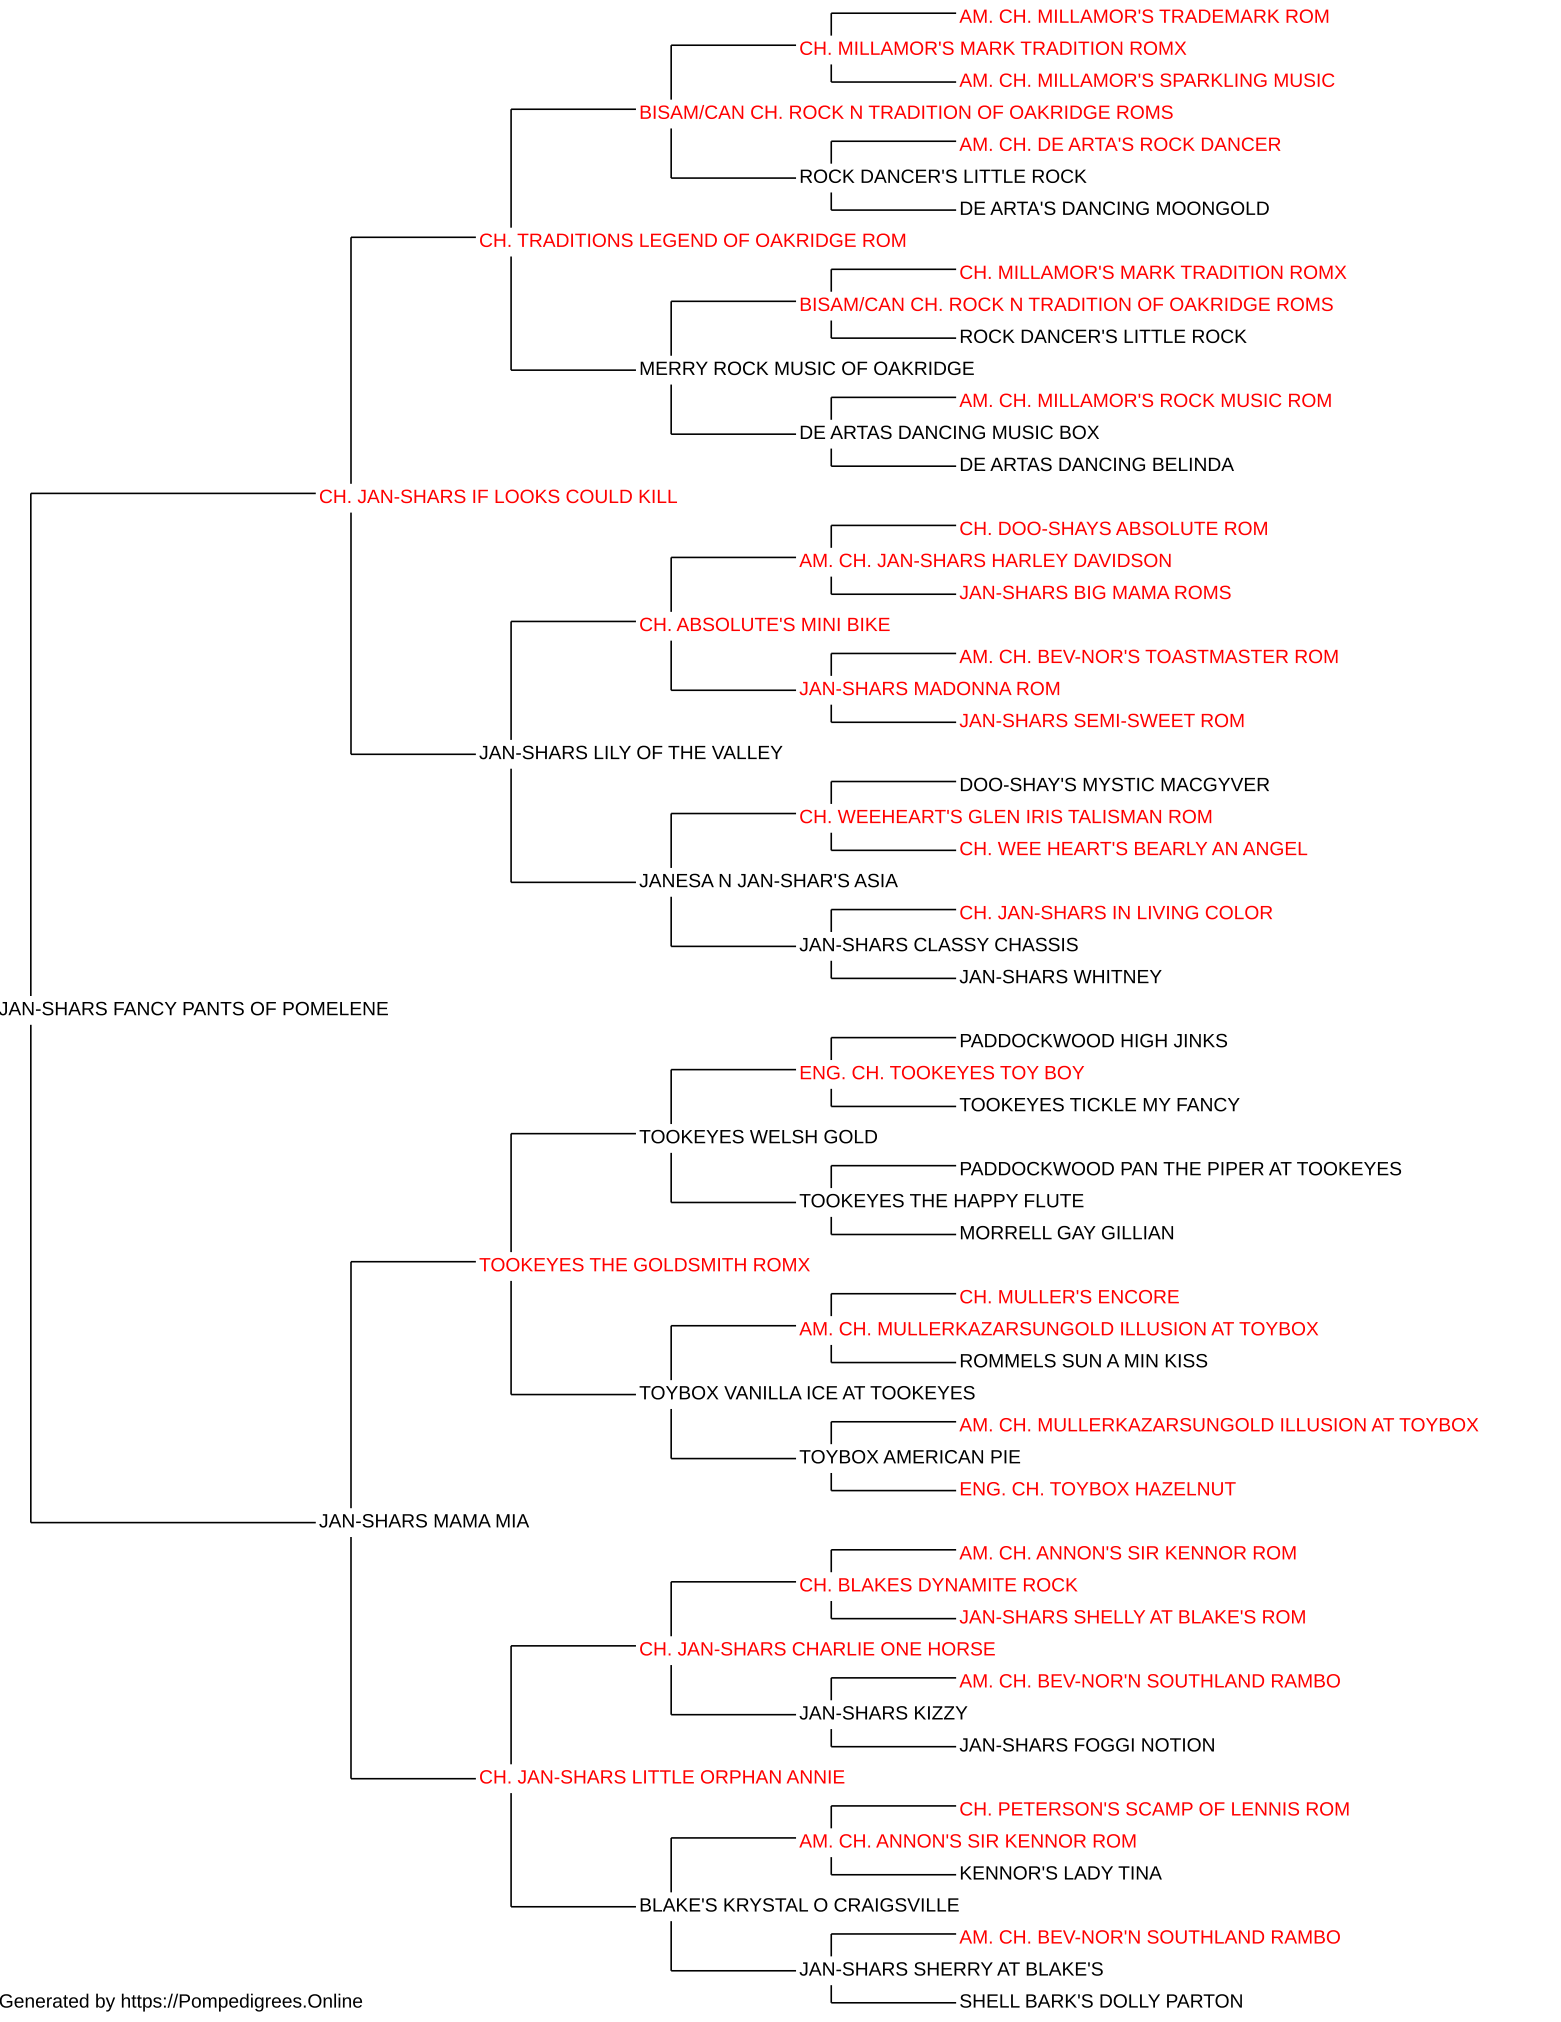 AM. CH. MILLAMOR'S TRADEMARK ROM
CH. MILLAMOR'S MARK TRADITION ROMX
AM. CH. MILLAMOR'S SPARKLING MUSIC
BISAM/CAN CH. ROCK N TRADITION OF OAKRIDGE ROMS
AM. CH. DE ARTA'S ROCK DANCER
ROCK DANCER'S LITTLE ROCK
DE ARTA'S DANCING MOONGOLD
CH. TRADITIONS LEGEND OF OAKRIDGE ROM
CH. MILLAMOR'S MARK TRADITION ROMX
BISAM/CAN CH. ROCK N TRADITION OF OAKRIDGE ROMS
ROCK DANCER'S LITTLE ROCK
MERRY ROCK MUSIC OF OAKRIDGE
AM. CH. MILLAMOR'S ROCK MUSIC ROM
DE ARTAS DANCING MUSIC BOX
DE ARTAS DANCING BELINDA
CH. JAN-SHARS IF LOOKS COULD KILL
CH. DOO-SHAYS ABSOLUTE ROM
AM. CH. JAN-SHARS HARLEY DAVIDSON
JAN-SHARS BIG MAMA ROMS
CH. ABSOLUTE'S MINI BIKE
AM. CH. BEV-NOR'S TOASTMASTER ROM
JAN-SHARS MADONNA ROM
JAN-SHARS SEMI-SWEET ROM
JAN-SHARS LILY OF THE VALLEY
DOO-SHAY'S MYSTIC MACGYVER
CH. WEEHEART'S GLEN IRIS TALISMAN ROM
CH. WEE HEART'S BEARLY AN ANGEL
JANESA N JAN-SHAR'S ASIA
CH. JAN-SHARS IN LIVING COLOR
JAN-SHARS CLASSY CHASSIS
JAN-SHARS WHITNEY
JAN-SHARS FANCY PANTS OF POMELENE
PADDOCKWOOD HIGH JINKS
ENG. CH. TOOKEYES TOY BOY
TOOKEYES TICKLE MY FANCY
TOOKEYES WELSH GOLD
PADDOCKWOOD PAN THE PIPER AT TOOKEYES
TOOKEYES THE HAPPY FLUTE
MORRELL GAY GILLIAN
TOOKEYES THE GOLDSMITH ROMX
CH. MULLER'S ENCORE
AM. CH. MULLERKAZARSUNGOLD ILLUSION AT TOYBOX
ROMMELS SUN A MIN KISS
TOYBOX VANILLA ICE AT TOOKEYES
AM. CH. MULLERKAZARSUNGOLD ILLUSION AT TOYBOX
TOYBOX AMERICAN PIE
ENG. CH. TOYBOX HAZELNUT
JAN-SHARS MAMA MIA
AM. CH. ANNON'S SIR KENNOR ROM
CH. BLAKES DYNAMITE ROCK
JAN-SHARS SHELLY AT BLAKE'S ROM
CH. JAN-SHARS CHARLIE ONE HORSE
AM. CH. BEV-NOR'N SOUTHLAND RAMBO
JAN-SHARS KIZZY
JAN-SHARS FOGGI NOTION
CH. JAN-SHARS LITTLE ORPHAN ANNIE
CH. PETERSON'S SCAMP OF LENNIS ROM
AM. CH. ANNON'S SIR KENNOR ROM
KENNOR'S LADY TINA
BLAKE'S KRYSTAL O CRAIGSVILLE
AM. CH. BEV-NOR'N SOUTHLAND RAMBO
JAN-SHARS SHERRY AT BLAKE'S
SHELL BARK'S DOLLY PARTON
Generated by https://Pompedigrees.Online